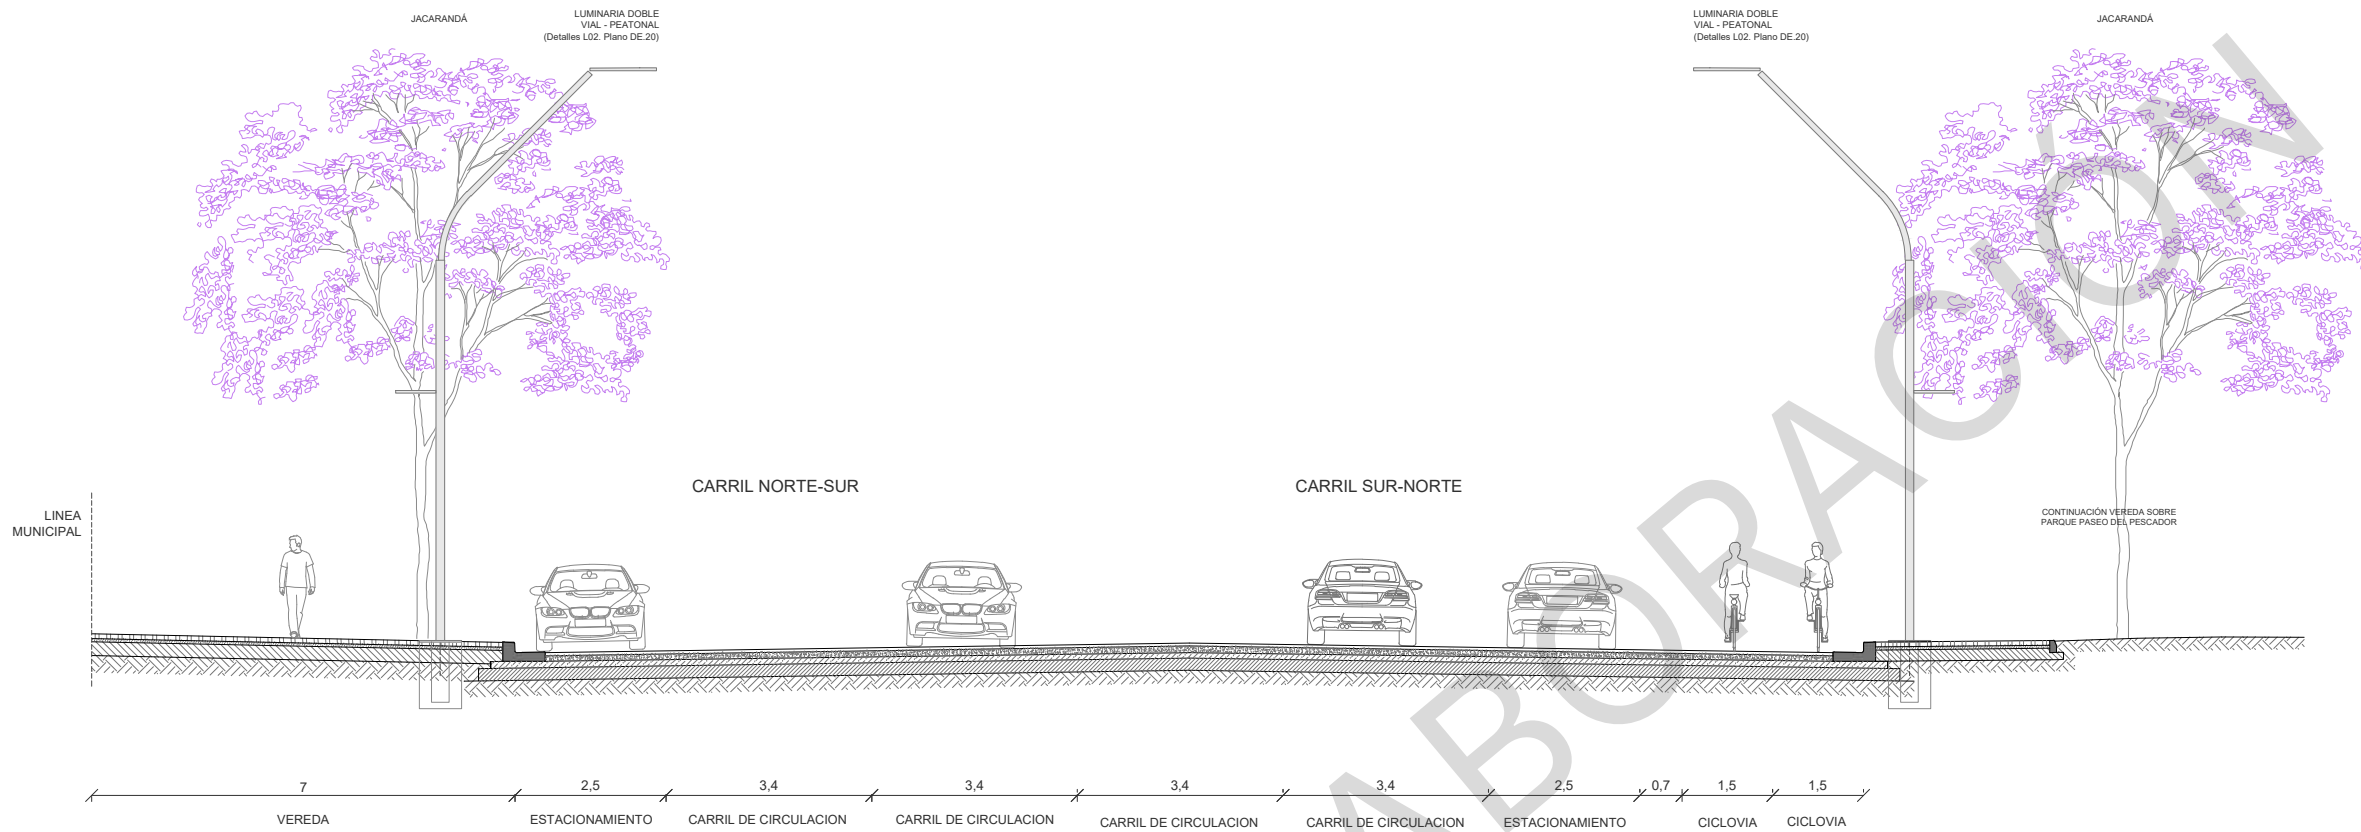 JACARANDÁ
LUMINARIA DOBLE
VIAL - PEATONAL
(Detalles L02. Plano DE.20)
LUMINARIA DOBLE
VIAL - PEATONAL
(Detalles L02. Plano DE.20)
JACARANDÁ
CARRIL NORTE-SUR
CARRIL SUR-NORTE
LINEA
MUNICIPAL
CONTINUACIÓN VEREDA SOBRE
PARQUE PASEO DEL PESCADOR
7
2,5
3,4
3,4
3,4
3,4
2,5
0,7
1,5
1,5
VEREDA
ESTACIONAMIENTO
CARRIL DE CIRCULACION
CARRIL DE CIRCULACION
CARRIL DE CIRCULACION
CARRIL DE CIRCULACION
ESTACIONAMIENTO
CICLOVIA
CICLOVIA
ABORACIÓN